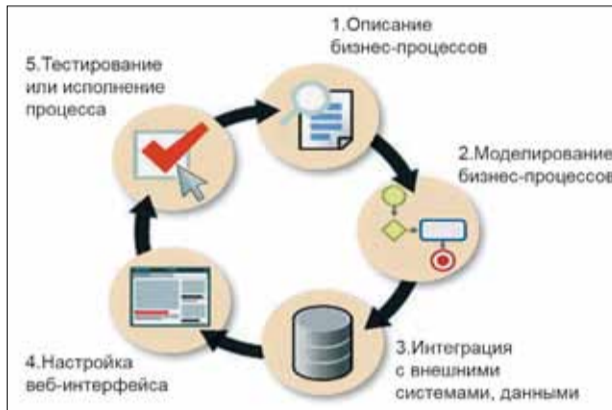 1.Описание
бизнес-процессов
2.Моделирование
бизнес-процессов
3.Интеграция
с внешними
системами, данными
4.Настройка
веб-интерфейса
5.Тестирование
или исполнение
процесса